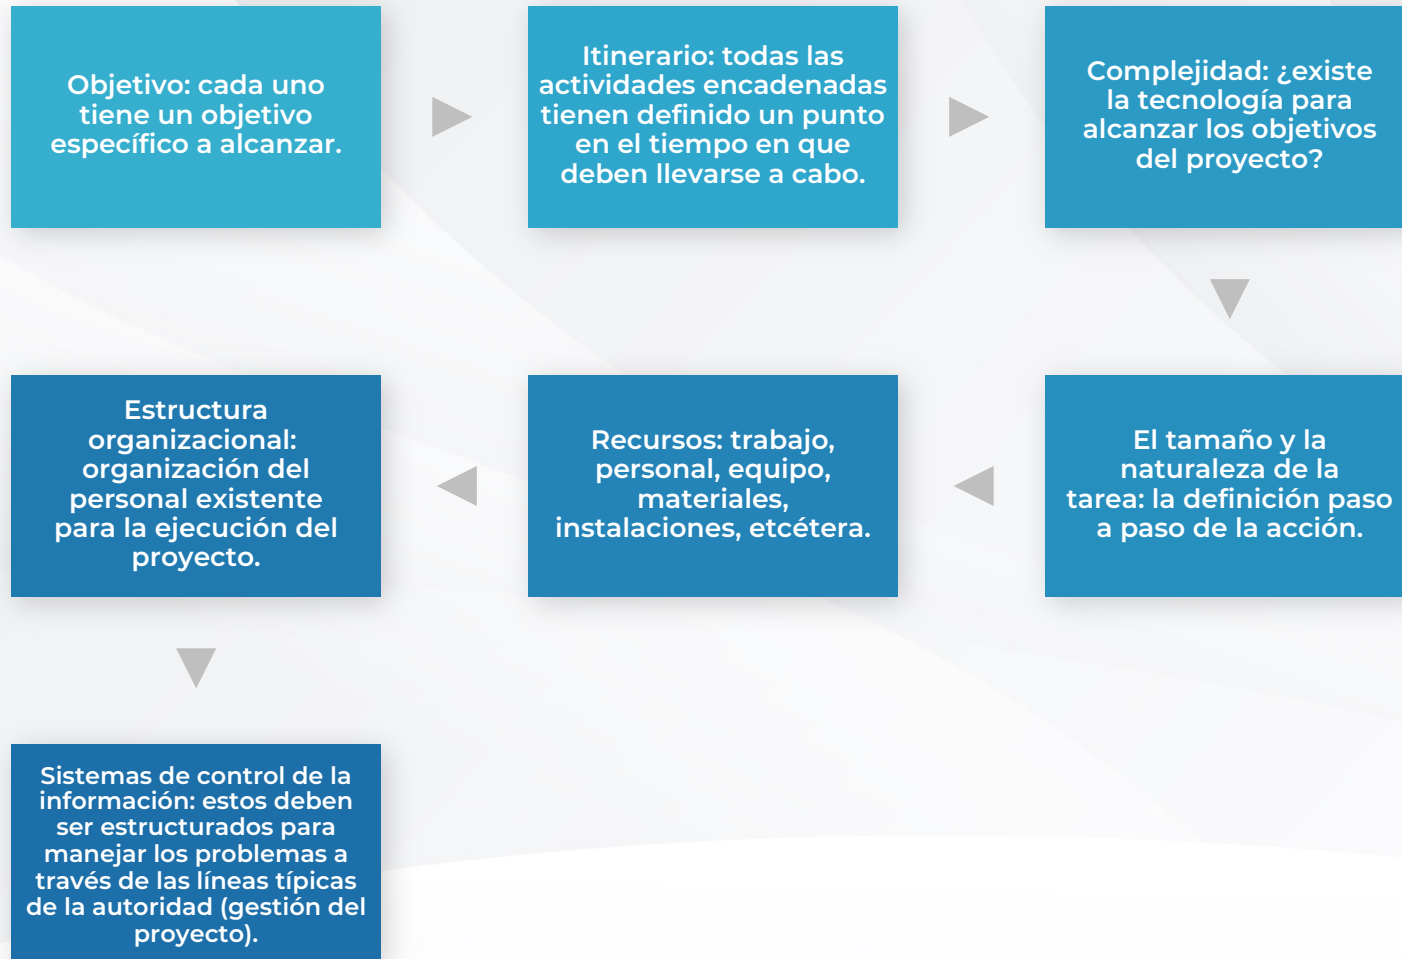 Objetivo: cada uno
tiene un objetivo
específico a alcanzar.
Itinerario: todas las
actividades encadenadas
tienen definido un punto
en el tiempo en que
deben llevarse a cabo.
Complejidad: ¿existe
la tecnología para
alcanzar los objetivos
del proyecto?
El tamaño y la
naturaleza de la
tarea: la definición paso
a paso de la acción.
Recursos: trabajo,
personal, equipo,
materiales,
instalaciones, etcétera.
Estructura
organizacional:
organización del
personal existente
para la ejecución del
proyecto.
Sistemas de control de la
información: estos deben
ser estructurados para
manejar los problemas a
través de las líneas típicas
de la autoridad (gestión del
proyecto).